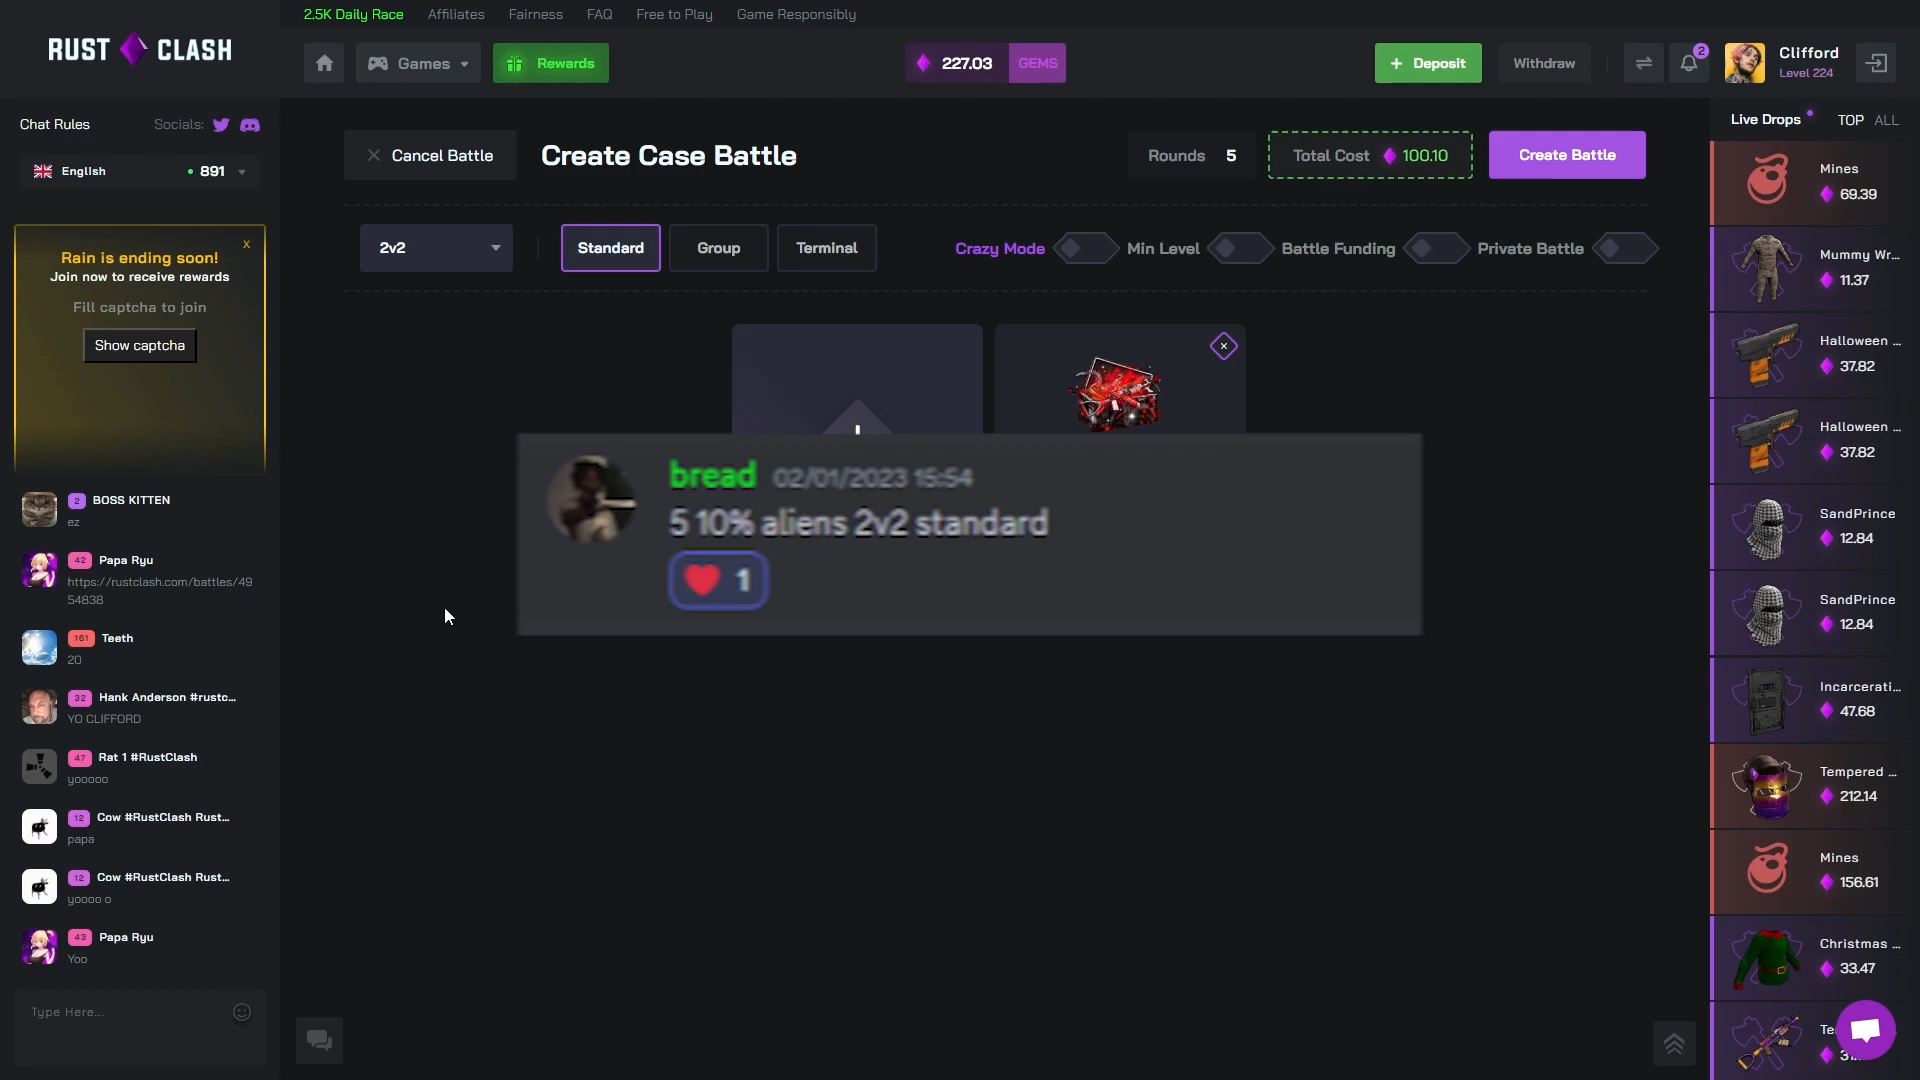 2.5K Daily Race Affiliates Fairness FAQ Free to Play Game Responsibly
RUST CLASH
Games
Rewards
227.03 GEMS
+ Deposit
Withdraw
2
Clifford
Level 224
Chat Rules
Socials:
English
891
x
Rain is ending soon!
Join now to receive rewards
Fill captcha to join
Show captcha
2 BOSS KITTEN
ez
42 Papa Ryu
https://rustclash.com/battles/49
54838
161 Teeth
20
32 Hank Anderson #rustc...
YO CLIFFORD
47 Rat 1 #RustClash
yooooo
12 Cow #RustClash Rust...
papa
12 Cow #RustClash Rust...
yoooo o
43 Papa Ryu
Yoo
Type Here...
Cancel Battle
Create Case Battle
Rounds 5
Total Cost 100.10
Create Battle
2v2
Standard
Group
Terminal
Crazy Mode
Min Level
Battle Funding
Private Battle
bread 02/01/2023 15:54
5 10% aliens 2v2 standard
1
Live Drops TOP ALL
Mines
69.39
Mummy Wr...
11.37
Halloween ...
37.82
Halloween ...
37.82
SandPrince
12.84
SandPrince
12.84
Incarcerati...
47.68
Tempered ...
212.14
Mines
156.61
Christmas ...
33.47